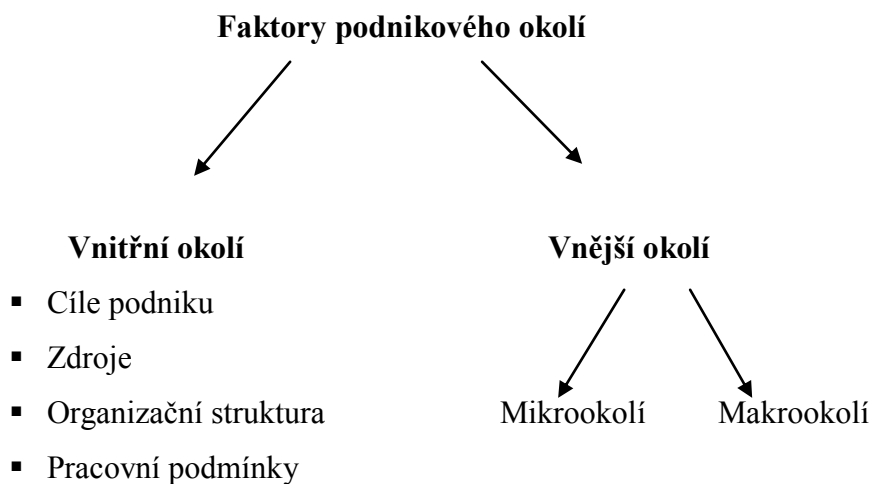 Faktory podnikového okolí
Vnitřní okolí
▪ Cíle podniku
▪ Zdroje
▪ Organizační struktura
▪ Pracovní podmínky
Vnější okolí
Mikrookolí
Makrookolí